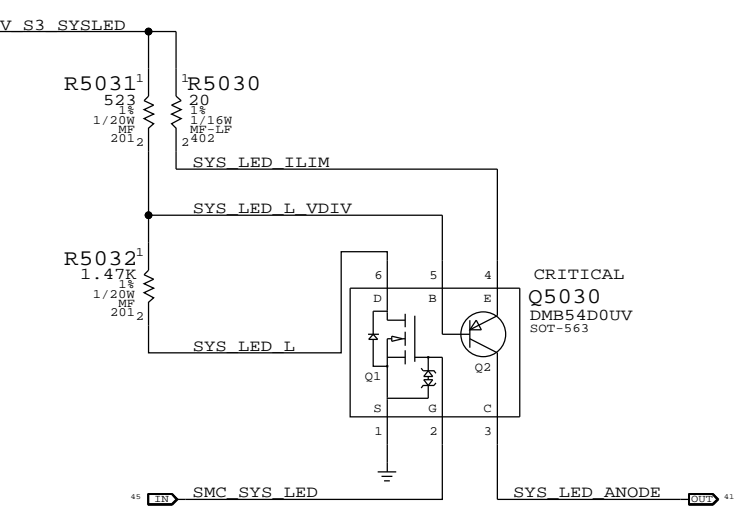 V_S3_SYSLED
R5031
1
523
1%
1/20W
MF
201
2
1
R5030
20
1%
1/16W
MF-LF
402
2
SYS_LED_ILIM
SYS_LED_L_VDIV
R5032
1
1.47K
1%
1/20W
MF
201
2
SYS_LED_L
6
5
4
D
B
E
CRITICAL
Q5030
DMB54D0UV
SOT-563
Q1
Q2
S
G
C
1
2
3
45
IN
SMC_SYS_LED
SYS_LED_ANODE
OUT
41